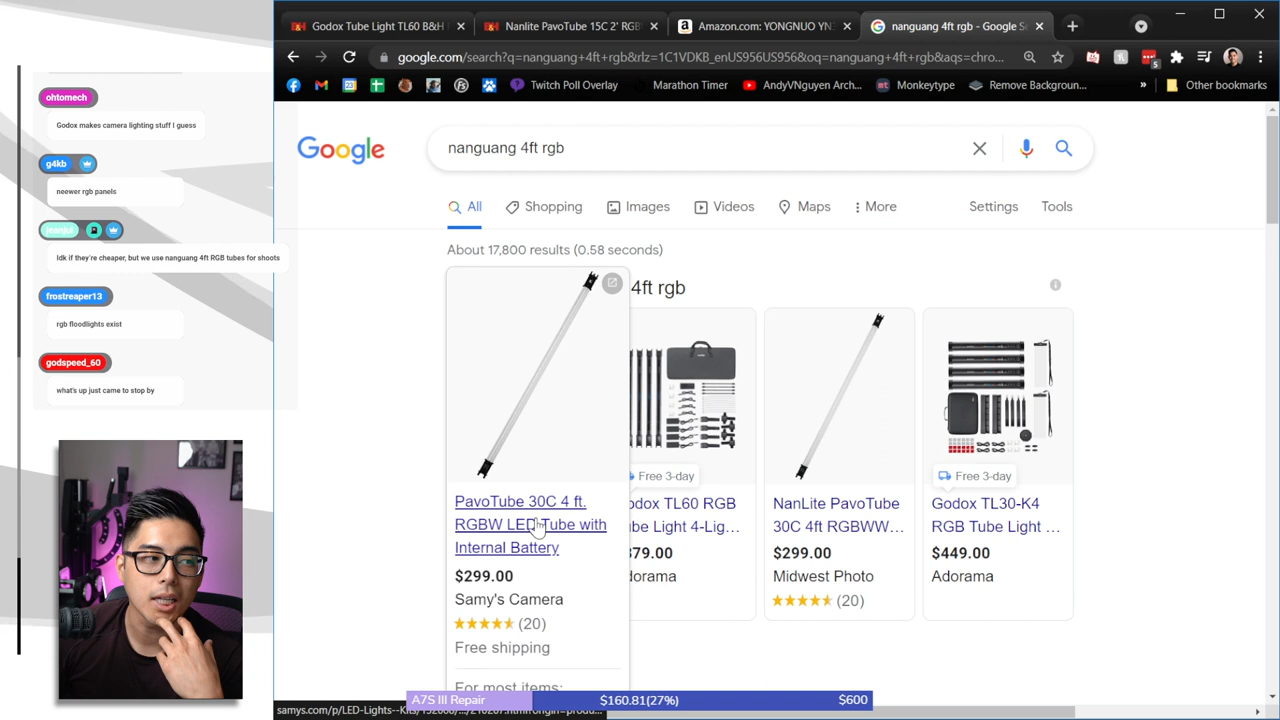 Godox Tube Light TL60 B&H
Nanlite PavoTube 15C 2' RGB
Amazon.com: YONGNUO YN3
nanguang 4ft rgb - Google Se
google.com/search?q=nanguang+4ft+rgb&rlz=1C1VDKB_enUS956US956&oq=nanguang+4ft+rgb&aqs=chro...
Twitch Poll Overlay
Marathon Timer
AndyVNguyenArch...
Monkeytype
Remove Backgroun...
»
Other bookmarks
ohtomech
Godox makes camera lighting stuff I guess
g4kb
neewer rgb panels
Idk if they're cheaper, but we use nanguang 4ft RGB tubes for shoots
frostreaper13
rgb floodlights exist
godspeed_60
what's up just came to stop by
Google
nanguang 4ft rgb
All
Shopping
Images
Videos
Maps
More
Settings
Tools
About 17,800 results (0.58 seconds)
4ft rgb
PavoTube 30C 4 ft.
RGBW LED Tube with
Internal Battery
$299.00
Samy's Camera
(20)
Free shipping
For most items:
Free 3-day
odox TL60 RGB
ube Light 4-Lig...
879.00
dorama
NanLite PavoTube
30C 4ft RGBWW...
$299.00
Midwest Photo
(20)
Free 3-day
Godox TL30-K4
RGB Tube Light ...
$449.00
Adorama
A7S III Repair
$160.81(27%)
$600